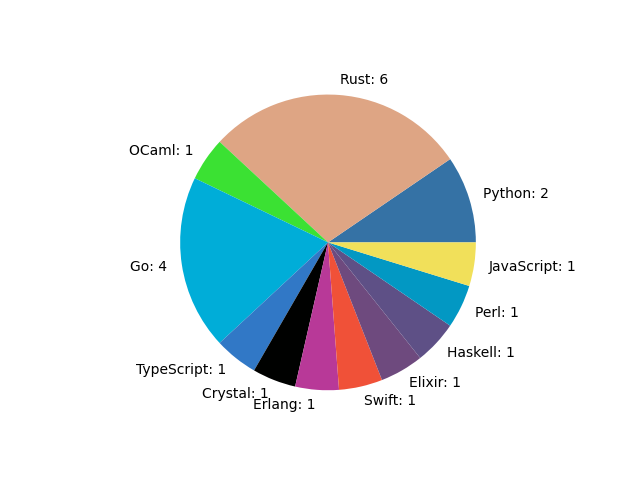 Rust: 6
OCaml: 1
Python: 2
Go: 4
JavaScript: 1
Perl: 1
Haskell: 1
TypeScript: 1
Elixir: 1
Crystal: 1
Swift: 1
Erlang: 1